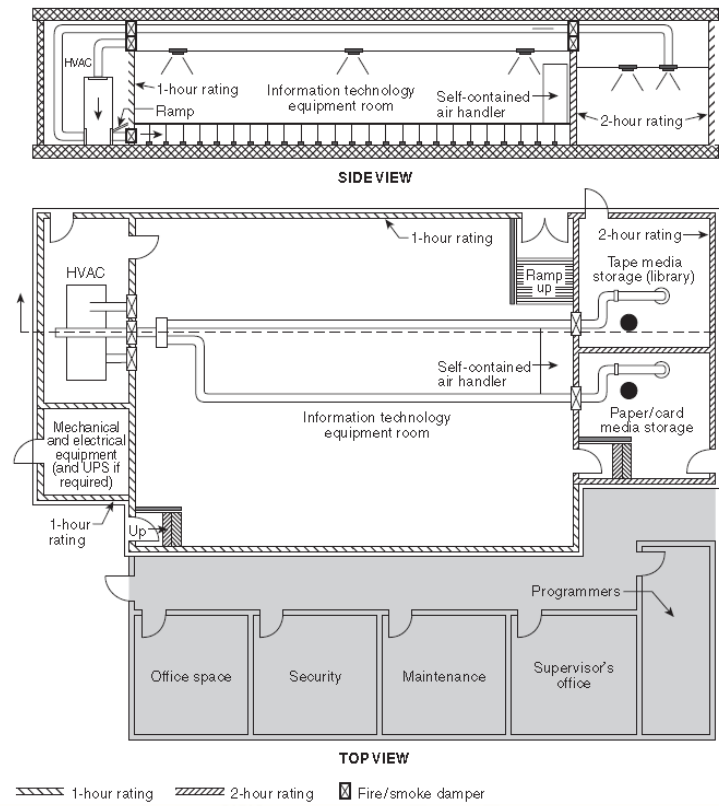 HVAC
1-hour rating
Ramp
Information technology
equipment room
Self-contained
air handler
2-hour rating
SIDE VIEW
1-hour rating
2-hour rating
HVAC
Ramp
up
Tape media
storage (library)
Self-contained
air handler
Information technology
equipment room
Mechanical
and electrical
equipment
(and UPS if
required)
Paper/card
media storage
1-hour
rating
Up
Programmers
Office space
Security
Maintenance
Supervisor's
office
TOP VIEW
1-hour rating
2-hour rating
Fire/smoke damper